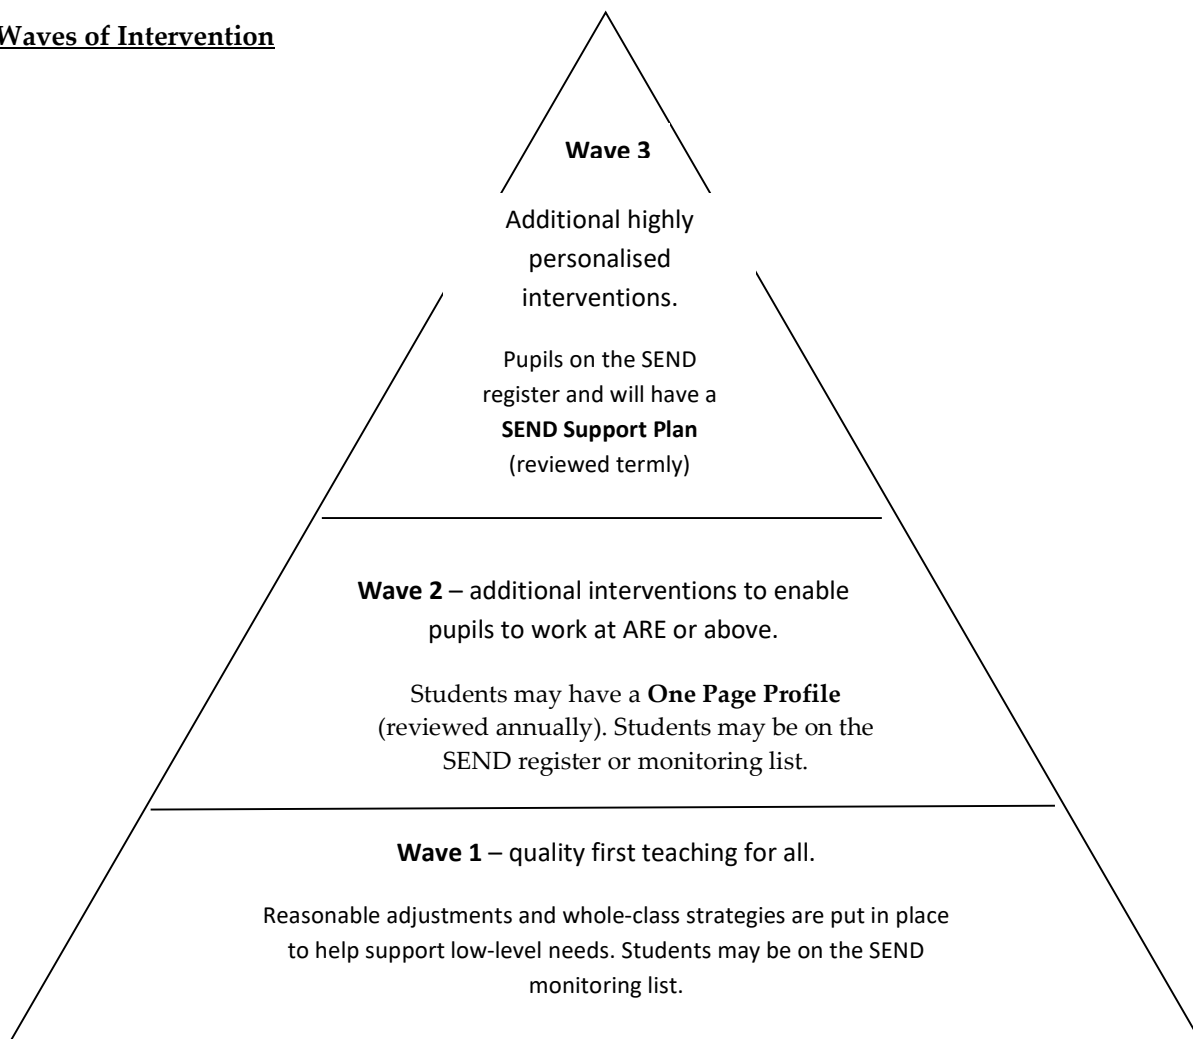 Waves of Intervention
Wave 3
Additional highly
personalised
interventions.
Pupils on the SEND
register and will have a
SEND Support Plan
(reviewed termly)
Wave 2 – additional interventions to enable
pupils to work at ARE or above.
Students may have a One Page Profile
(reviewed annually). Students may be on the
SEND register or monitoring list.
Wave 1 – quality first teaching for all.
Reasonable adjustments and whole-class strategies are put in place
to help support low-level needs. Students may be on the SEND
monitoring list.